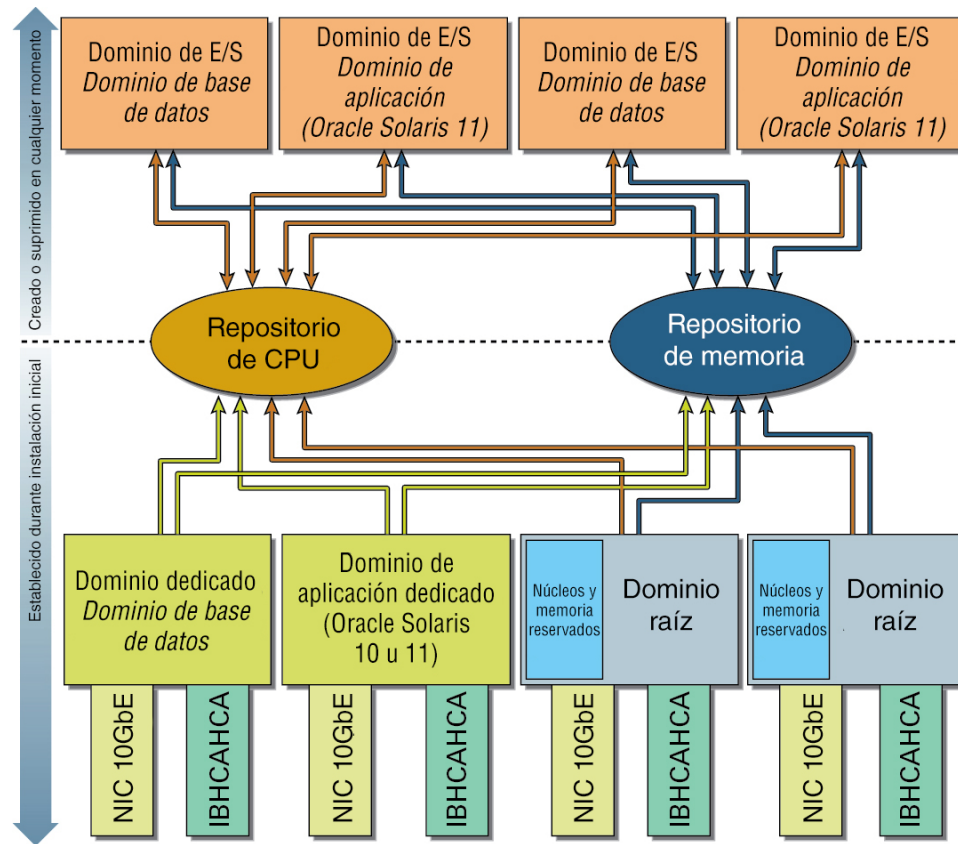 Creado o suprimido en cualquier momento
Dominio de E/S
Dominio de base
de datos
Dominio de E/S
Dominio de
aplicación
(Oracle Solaris 11)
Dominio de E/S
Dominio de base
de datos
Dominio de E/S
Dominio de
aplicación
(Oracle Solaris 11)
Repositorio
de CPU
Repositorio
de memoria
Establecido durante instalación inicial
Dominio dedicado
Dominio de base
de datos
Dominio de
aplicación dedicado
(Oracle Solaris
10 u 11)
Núcleos y
memoria
reservados
Dominio
raíz
Núcleos y
memoria
reservados
Dominio
raíz
NIC 10GbE
IBHCAHCA
NIC 10GbE
IBHCAHCA
NIC 10GbE
IBHCAHCA
NIC 10GbE
IBHCAHCA